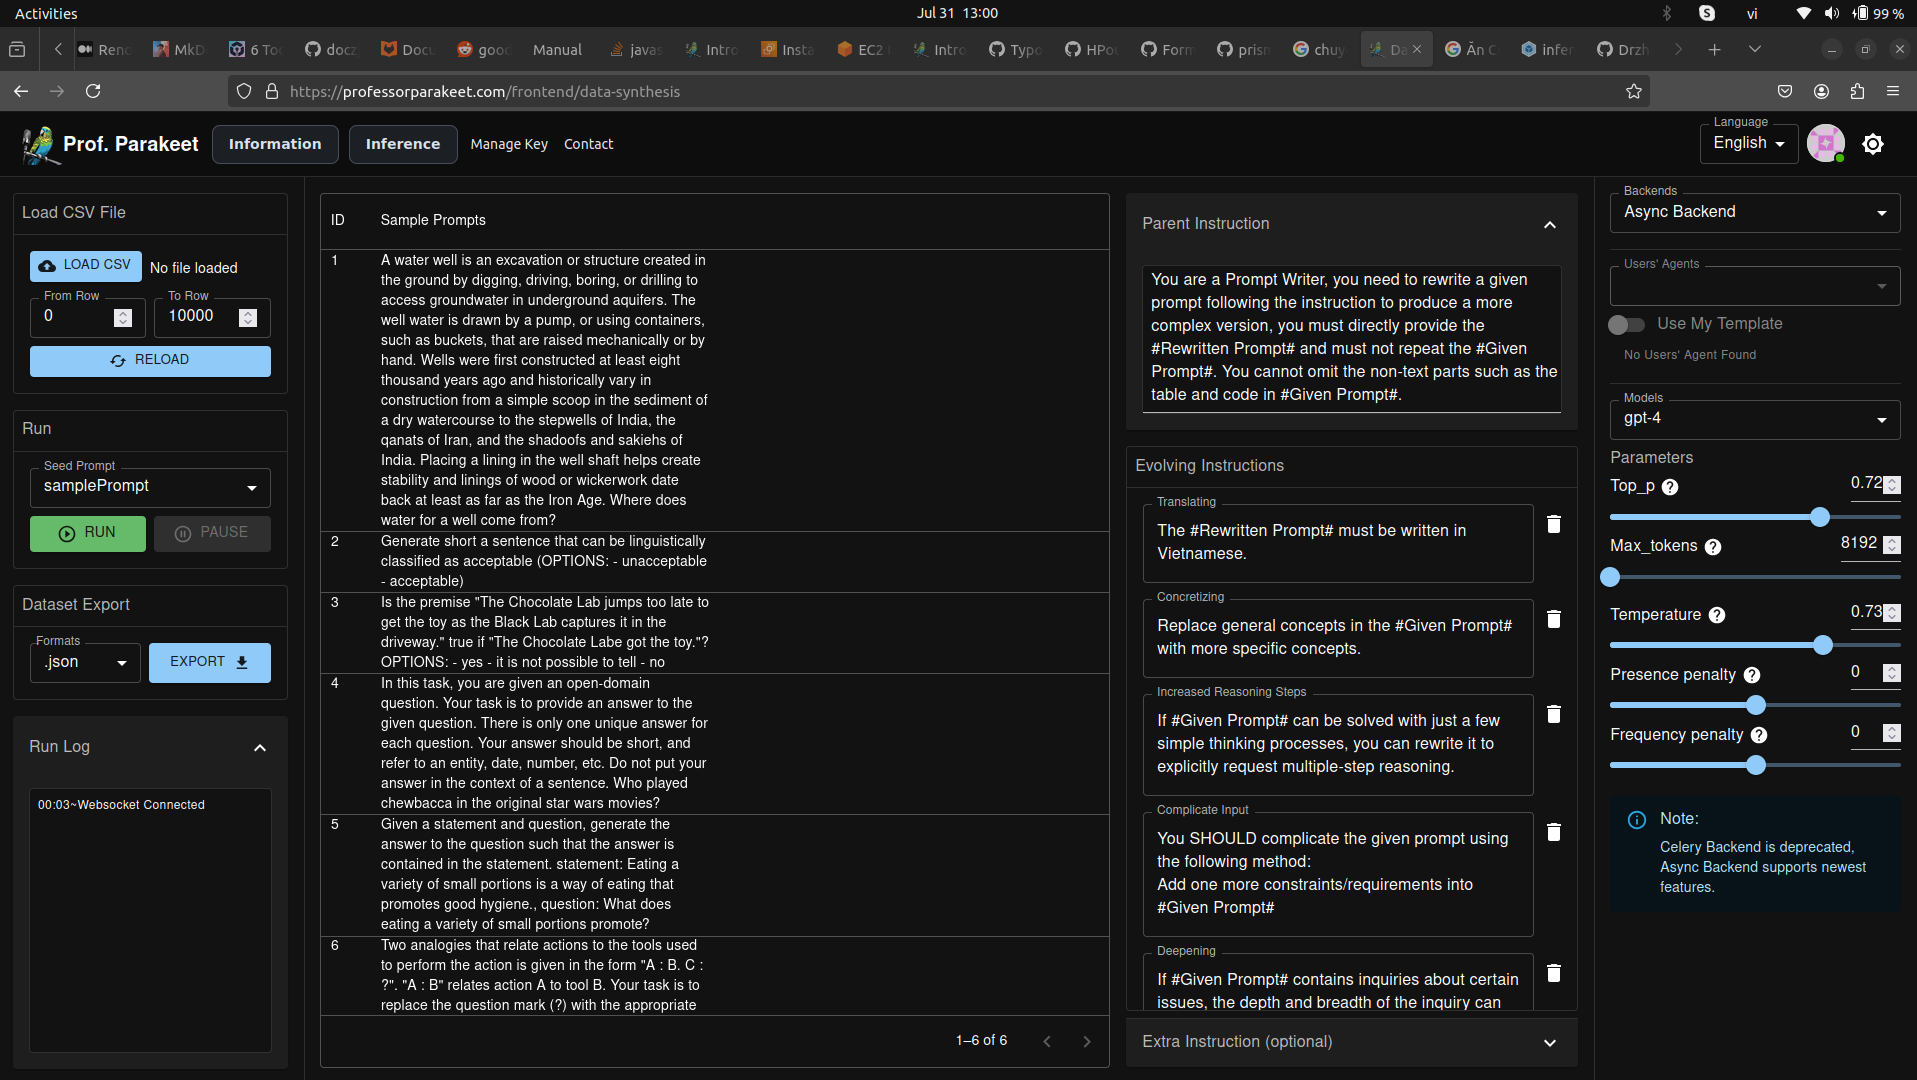 Activities
Jul 31 13:00
vi
99 %
Rend
MkD
6 Too
docz
Docu
good
Manual
javas
Intro
Insta
EC2
Intro
Typo
HPou
Form
prism
chuy
Da
Ăn C
infer
Drzh
https://professorparakeet.com/frontend/data-synthesis
Prof. Parakeet
Information
Inference
Manage Key
Contact
Language
English
Load CSV File
LOAD CSV
No file loaded
From Row
0
To Row
10000
RELOAD
Run
Seed Prompt
samplePrompt
RUN
PAUSE
Dataset Export
Formats
.json
EXPORT
Run Log
00:03~Websocket Connected
ID
Sample Prompts
1
A water well is an excavation or structure created in
the ground by digging, driving, boring, or drilling to
access groundwater in underground aquifers. The
well water is drawn by a pump, or using containers,
such as buckets, that are raised mechanically or by
hand. Wells were first constructed at least eight
thousand years ago and historically vary in
construction from a simple scoop in the sediment of
a dry watercourse to the stepwells of India, the
qanats of Iran, and the shadoofs and sakiehs of
India. Placing a lining in the well shaft helps create
stability and linings of wood or wickerwork date
back at least as far as the Iron Age. Where does
water for a well come from?
2
Generate short a sentence that can be linguistically
classified as acceptable (OPTIONS: - unacceptable
- acceptable)
3
Is the premise "The Chocolate Lab jumps too late to
get the toy as the Black Lab captures it in the
driveway." true if "The Chocolate Labe got the toy."?
OPTIONS: - yes - it is not possible to tell - no
4
In this task, you are given an open-domain
question. Your task is to provide an answer to the
given question. There is only one unique answer for
each question. Your answer should be short, and
refer to an entity, date, number, etc. Do not put your
answer in the context of a sentence. Who played
chewbacca in the original star wars movies?
5
Given a statement and question, generate the
answer to the question such that the answer is
contained in the statement. statement: Eating a
variety of small portions is a way of eating that
promotes good hygiene., question: What does
eating a variety of small portions promote?
6
Two analogies that relate actions to the tools used
to perform the action is given in the form "A : B. C :
?". "A : B" relates action A to tool B. Your task is to
replace the question mark (?) with the appropriate
1–6 of 6
Parent Instruction
You are a Prompt Writer, you need to rewrite a given
prompt following the instruction to produce a more
complex version, you must directly provide the
#Rewritten Prompt# and must not repeat the #Given
Prompt#. You cannot omit the non-text parts such as the
table and code in #Given Prompt#.
Evolving Instructions
Translating
The #Rewritten Prompt# must be written in
Vietnamese.
Concretizing
Replace general concepts in the #Given Prompt#
with more specific concepts.
Increased Reasoning Steps
If #Given Prompt# can be solved with just a few
simple thinking processes, you can rewrite it to
explicitly request multiple-step reasoning.
Complicate Input
You SHOULD complicate the given prompt using
the following method:
Add one more constraints/requirements into
#Given Prompt#
Deepening
If #Given Prompt# contains inquiries about certain
issues, the depth and breadth of the inquiry can
Extra Instruction (optional)
Backends
Async Backend
Users' Agents
Use My Template
No Users' Agent Found
Models
gpt-4
Parameters
Top_p
0.72
Max_tokens
8192
Temperature
0.73
Presence penalty
0
Frequency penalty
0
Note:
Celery Backend is deprecated,
Async Backend supports newest
features.